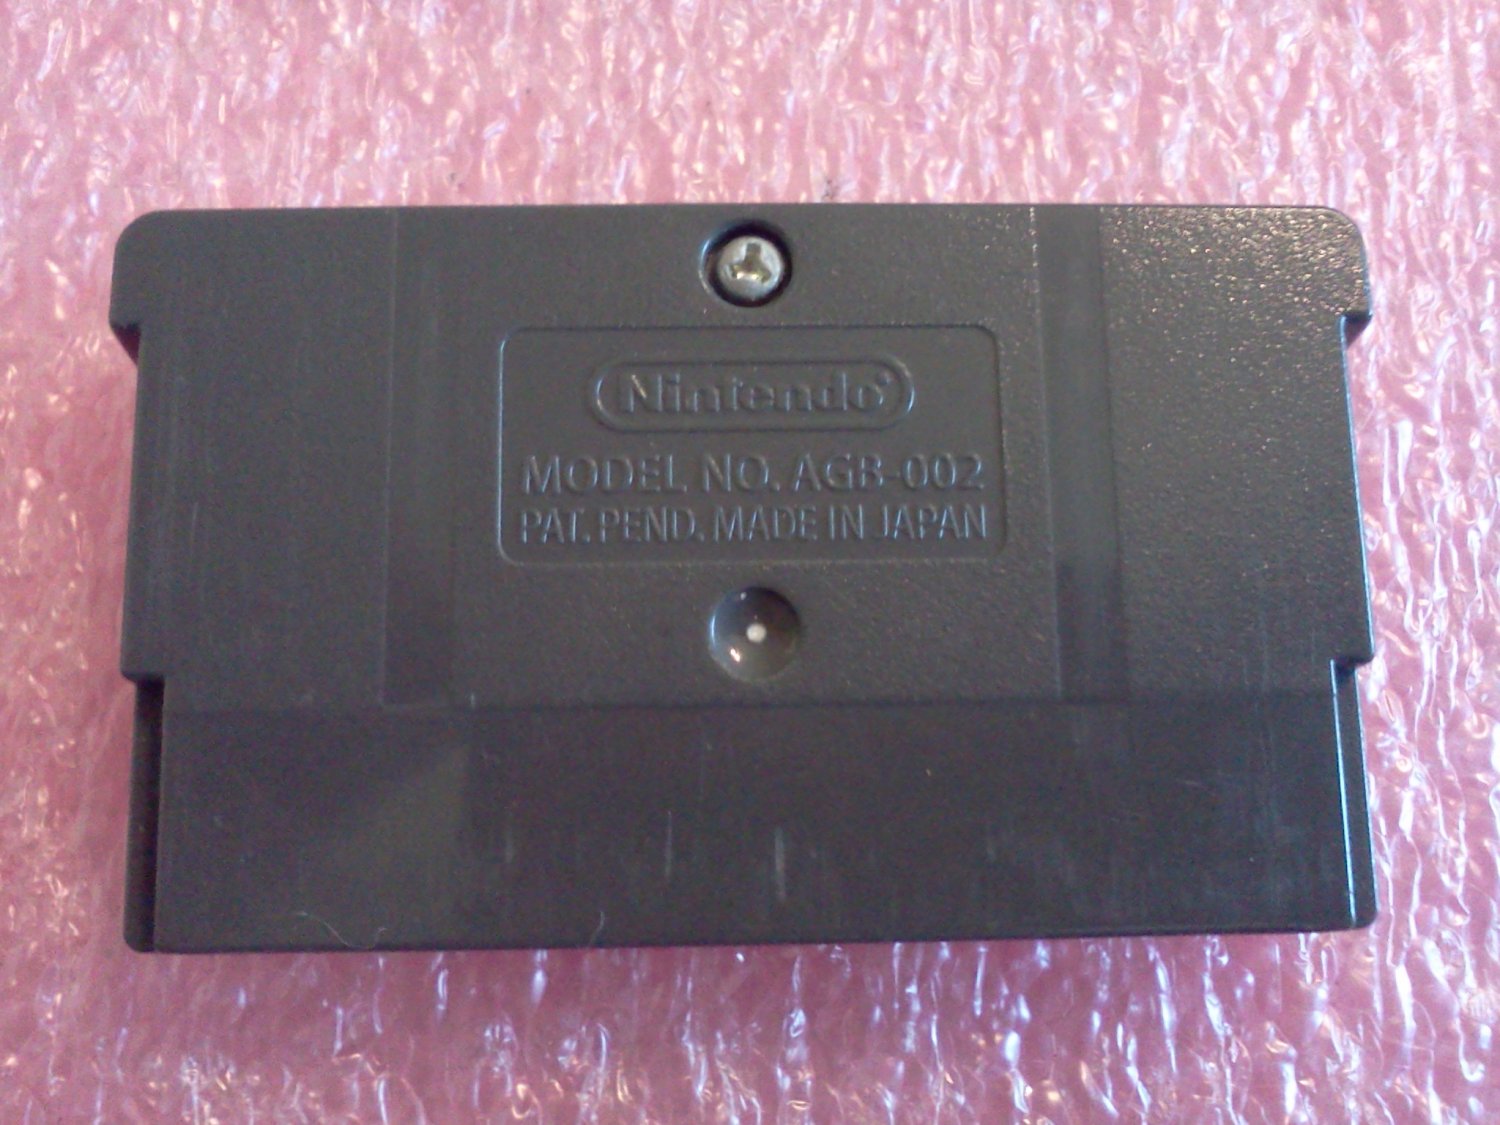 Nintendo
MODEL NO. AGB-002
PAT. PEND. MADE IN JAPAN